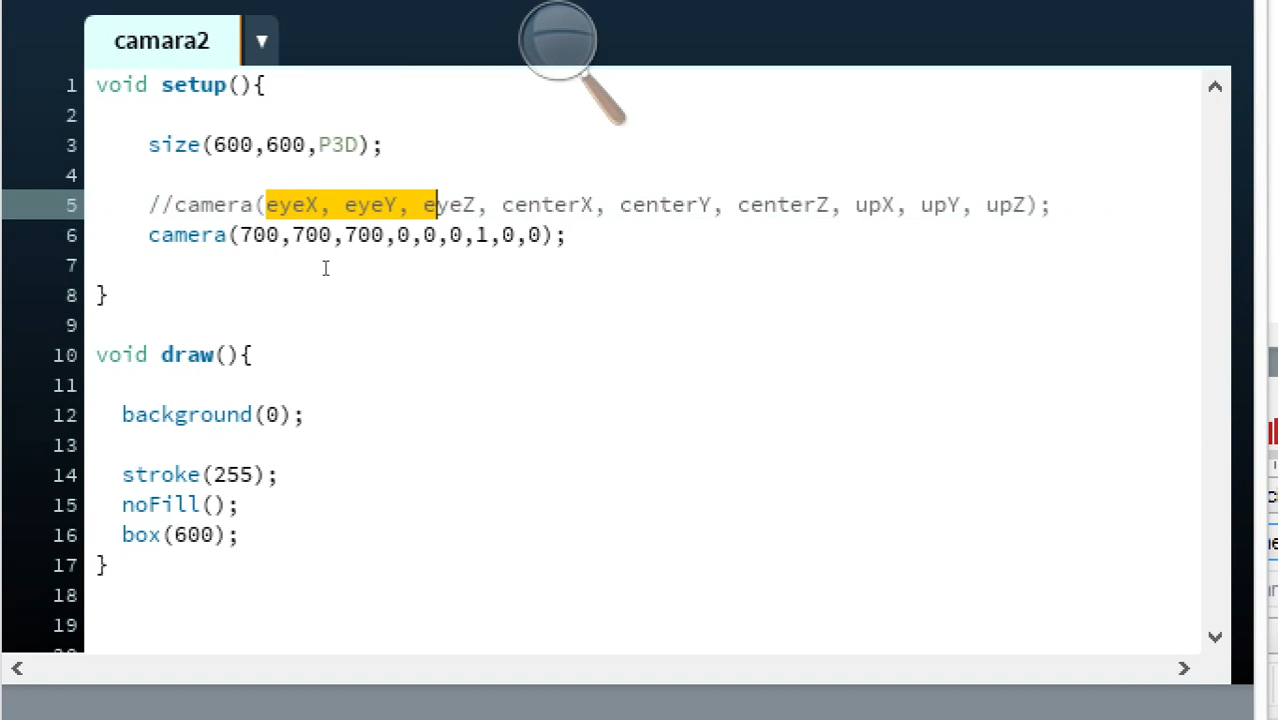 camara2 ▼
1 void setup(){
2
3 size(600,600,P3D);
4
5 //camera(eyeX, eyeY, eyeZ, centerX, centerY, centerZ, upX, upY, upZ);
6 camera(700,700,700,0,0,0,1,0,0);
7
8 }
9
10 void draw(){
11
12 background(0);
13
14 stroke(255);
15 noFill();
16 box(600);
17 }
18
19